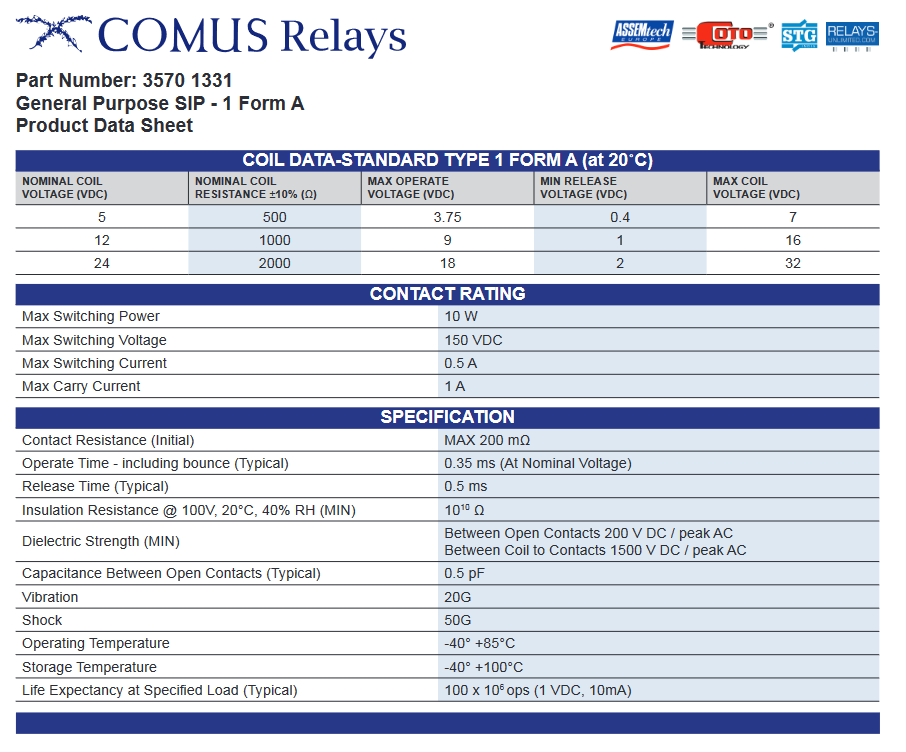 COMUS Relays
ASSEMtech
EUROPE
COTO ®
TECHNOLOGY
STG
RELAYS-
UNLIMITED.COM
Part Number: 3570 1331
General Purpose SIP - 1 Form A
Product Data Sheet
COIL DATA-STANDARD TYPE 1 FORM A (at 20˚C)
NOMINAL COIL VOLTAGE (VDC) NOMINAL COIL RESISTANCE ±10% (Ω) MAX OPERATE VOLTAGE (VDC) MIN RELEASE VOLTAGE (VDC) MAX COIL VOLTAGE (VDC)
5 500 3.75 0.4 7
12 1000 9 1 16
24 2000 18 2 32
CONTACT RATING
Max Switching Power 10 W
Max Switching Voltage 150 VDC
Max Switching Current 0.5 A
Max Carry Current 1 A
SPECIFICATION
Contact Resistance (Initial) MAX 200 mΩ
Operate Time - including bounce (Typical) 0.35 ms (At Nominal Voltage)
Release Time (Typical) 0.5 ms
Insulation Resistance @ 100V, 20°C, 40% RH (MIN) 10¹⁰ Ω
Dielectric Strength (MIN) Between Open Contacts 200 V DC / peak AC
Between Coil to Contacts 1500 V DC / peak AC
Capacitance Between Open Contacts (Typical) 0.5 pF
Vibration 20G
Shock 50G
Operating Temperature -40° +85°C
Storage Temperature -40° +100°C
Life Expectancy at Specified Load (Typical) 100 x 10⁶ ops (1 VDC, 10mA)